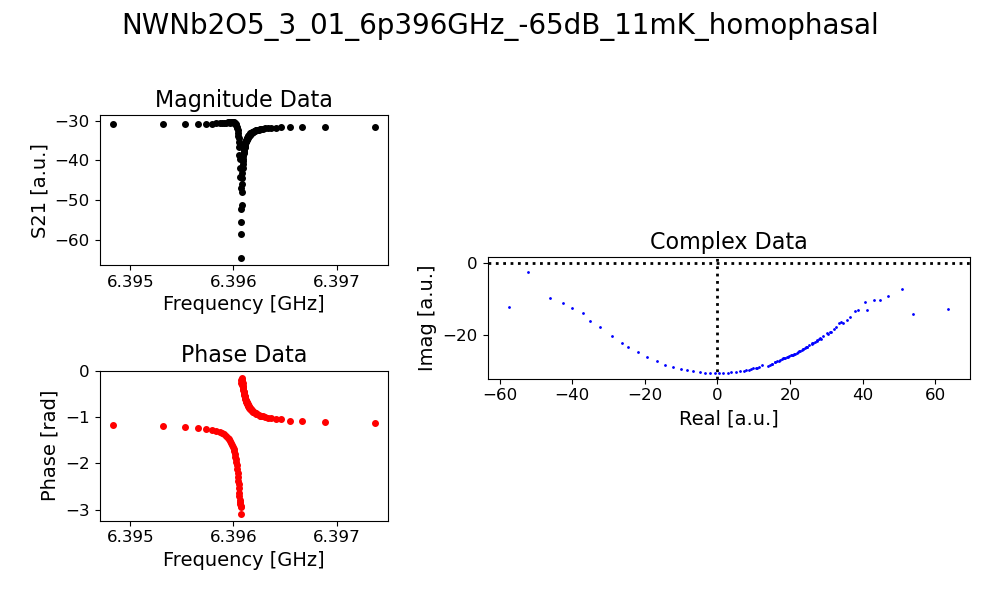 NWNb2O5_3_01_6p396GHz_-65dB_11mK_homophasal
Magnitude Data
S21 [a.u.]
−30
−40
−50
−60
6.395 6.396 6.397
Frequency [GHz]
Phase Data
Phase [rad]
0
−1
−2
−3
6.395 6.396 6.397
Frequency [GHz]
Complex Data
Imag [a.u.]
0
−20
−60 −40 −20 0 20 40 60
Real [a.u.]